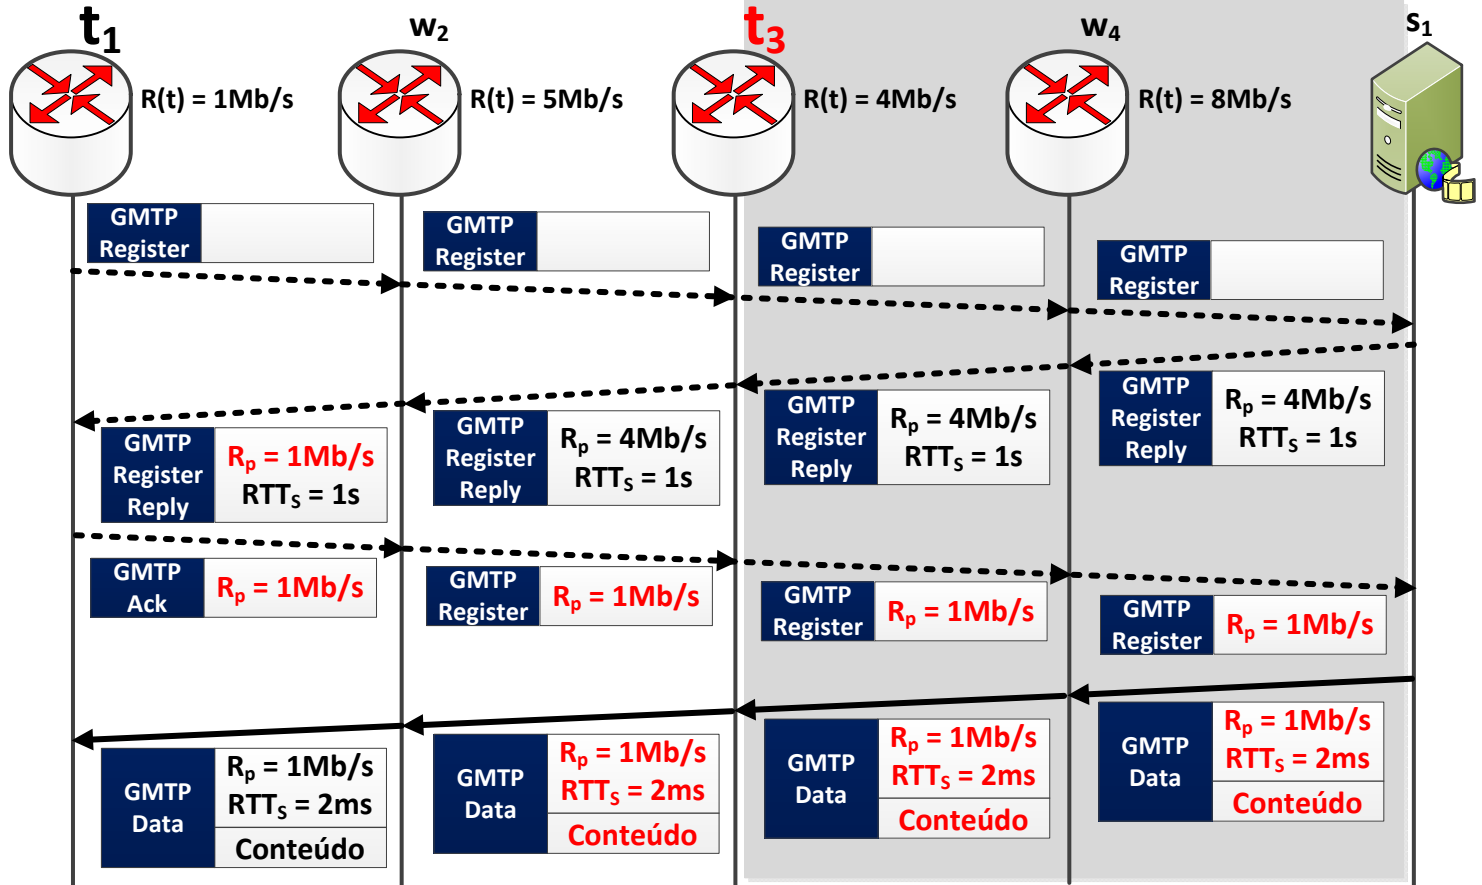 t1
w2
t3
w4
s1
R(t) = 1Mb/s
R(t) = 5Mb/s
R(t) = 4Mb/s
R(t) = 8Mb/s
GMTP
Register
GMTP
Register
GMTP
Register
GMTP
Register
GMTP
Register
Reply
Rp = 1Mb/s
RTTS = 1s
GMTP
Register
Reply
Rp = 4Mb/s
RTTS = 1s
GMTP
Register
Reply
Rp = 4Mb/s
RTTS = 1s
GMTP
Register
Reply
Rp = 4Mb/s
RTTS = 1s
GMTP
Ack
Rp = 1Mb/s
GMTP
Register
Rp = 1Mb/s
GMTP
Register
Rp = 1Mb/s
GMTP
Register
Rp = 1Mb/s
GMTP
Data
Rp = 1Mb/s
RTTS = 2ms
Conteúdo
GMTP
Data
Rp = 1Mb/s
RTTS = 2ms
Conteúdo
GMTP
Data
Rp = 1Mb/s
RTTS = 2ms
Conteúdo
GMTP
Data
Rp = 1Mb/s
RTTS = 2ms
Conteúdo